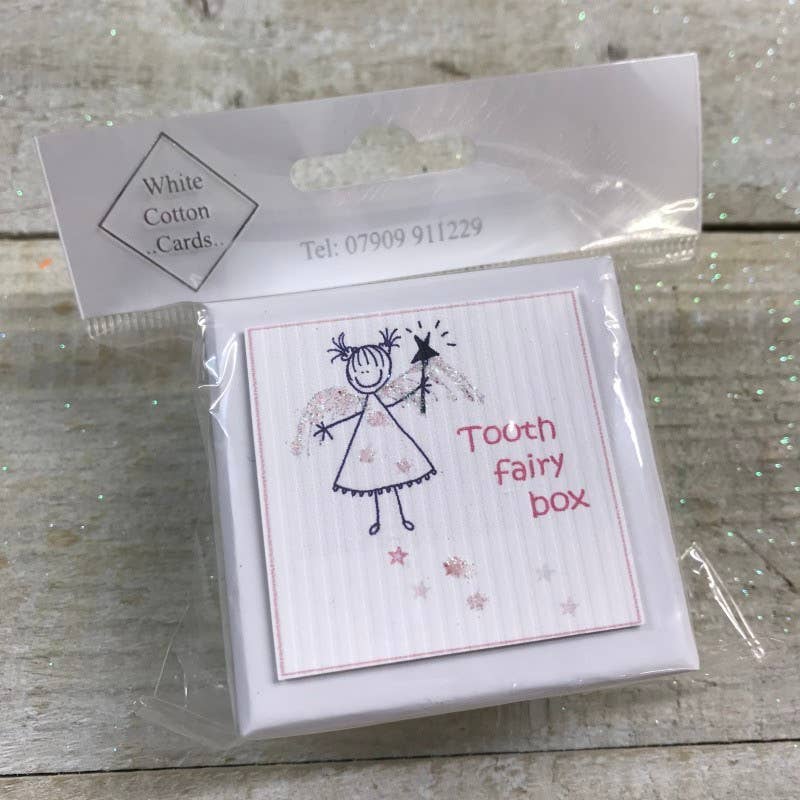 White
Cotton
..Cards..
Tel: 07909 911229
Tooth
fairy
box